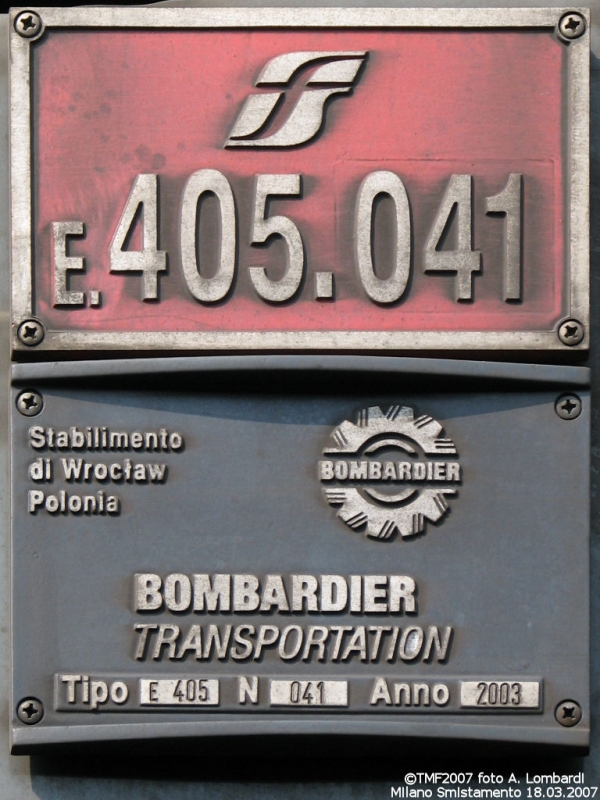 E.405.041
Stabilimento
di Wrocław
Polonia
BOMBARDIER
BOMBARDIER
TRANSPORTATION
Tipo E 405 N 041 Anno 2003
©TMF2007 foto A. Lombardi
Milano Smistamento 18.03.2007